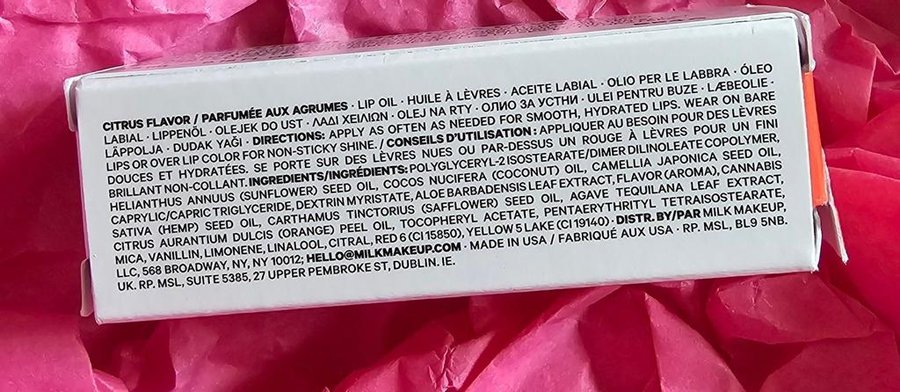 CITRUS FLAVOR / PARFUMÉE AUX AGRUMES · LIP OIL · HUILE À LÈVRES · ACEITE LABIAL · OLIO PER LE LABBRA · ÓLEO
LABIAL · LIPPENÖL · OLEJEK DO UST · ΛΑΔΙ ΧΕΙΛΙΩΝ · OLEJ NA RTY · ОЛИО ЗА УСТНИ · ULEI PENTRU BUZE · LÆBEOLIE ·
LÄPPOLJA · DUDAK YAĞI · DIRECTIONS: APPLY AS OFTEN AS NEEDED FOR SMOOTH, HYDRATED LIPS. WEAR ON BARE
LIPS OR OVER LIP COLOR FOR NON-STICKY SHINE. / CONSEILS D'UTILISATION: APPLIQUER AU BESOIN POUR DES LÈVRES
DOUCES ET HYDRATÉES. SE PORTE SUR DES LÈVRES NUES OU PAR-DESSUS UN ROUGE À LÈVRES POUR UN FINI
BRILLANT NON-COLLANT. INGREDIENTS/INGRÉDIENTS: POLYGLYCERYL-2 ISOSTEARATE/DIMER DILINOLEATE COPOLYMER,
HELIANTHUS ANNUUS (SUNFLOWER) SEED OIL, COCOS NUCIFERA (COCONUT) OIL, CAMELLIA JAPONICA SEED OIL,
CAPRYLIC/CAPRIC TRIGLYCERIDE, DEXTRIN MYRISTATE, ALOE BARBADENSIS LEAF EXTRACT, FLAVOR (AROMA), CANNABIS
SATIVA (HEMP) SEED OIL, CARTHAMUS TINCTORIUS (SAFFLOWER) SEED OIL, AGAVE TEQUILANA LEAF EXTRACT,
CITRUS AURANTIUM DULCIS (ORANGE) PEEL OIL, TOCOPHERYL ACETATE, PENTAERYTHRITYL TETRAISOSTEARATE,
MICA, VANILLIN, LIMONENE, LINALOOL, CITRAL, RED 6 (CI 15850), YELLOW 5 LAKE (CI 19140) · DISTR. BY/PAR MILK MAKEUP,
LLC, 568 BROADWAY, NY, NY 10012; HELLO@MILKMAKEUP.COM · MADE IN USA / FABRIQUÉ AUX USA · RP. MSL, BL9 5NB.
UK. RP. MSL, SUITE 5385, 27 UPPER PEMBROKE ST, DUBLIN. IE.